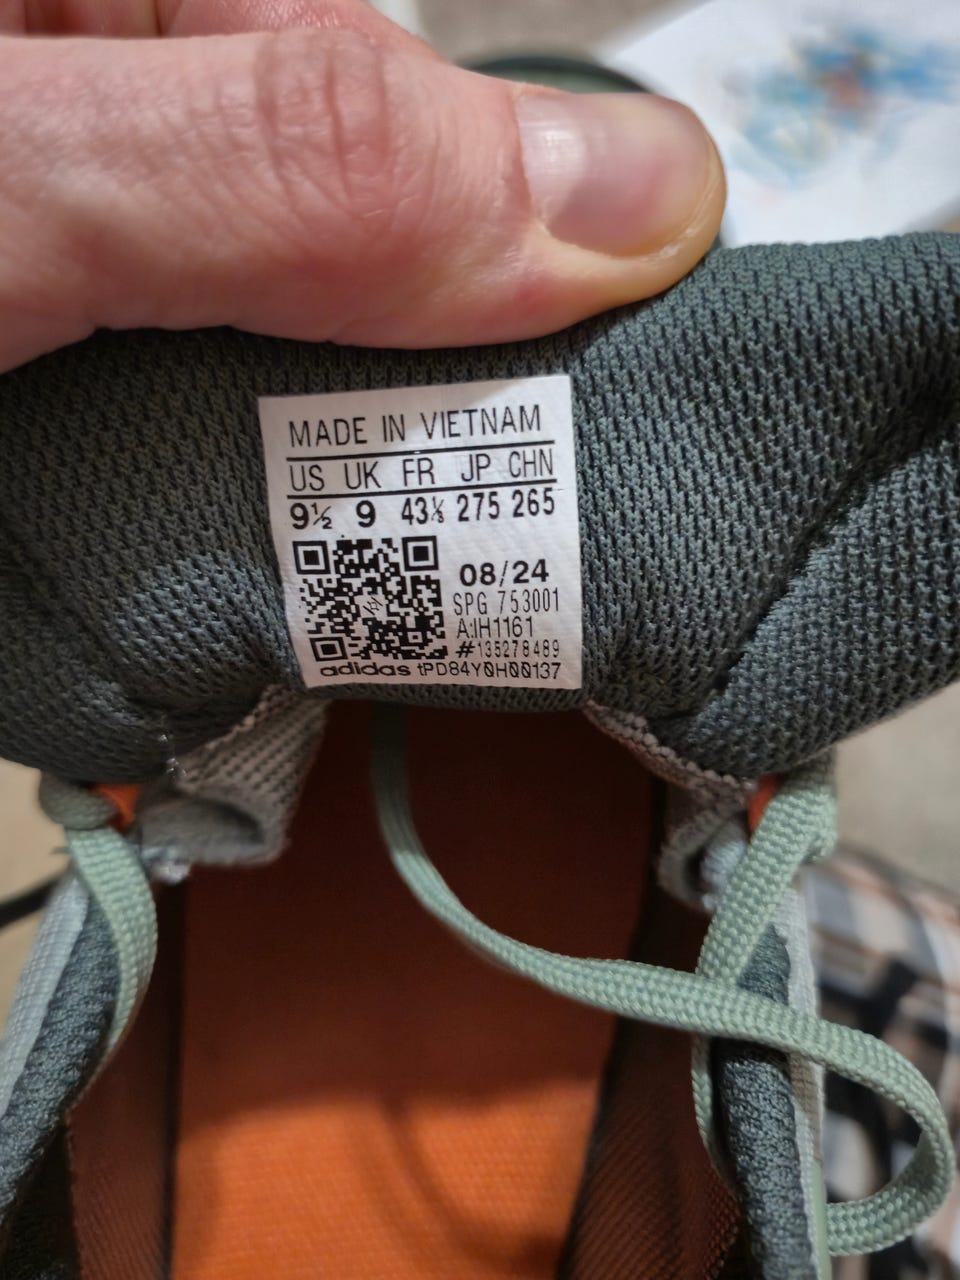 MADE IN VIETNAM
US UK FR JP CHN
9½ 9 43⅓ 275 265
08/24
SPG 753001
A:IH1161
#135278489
adidas tPD84Y0H00137